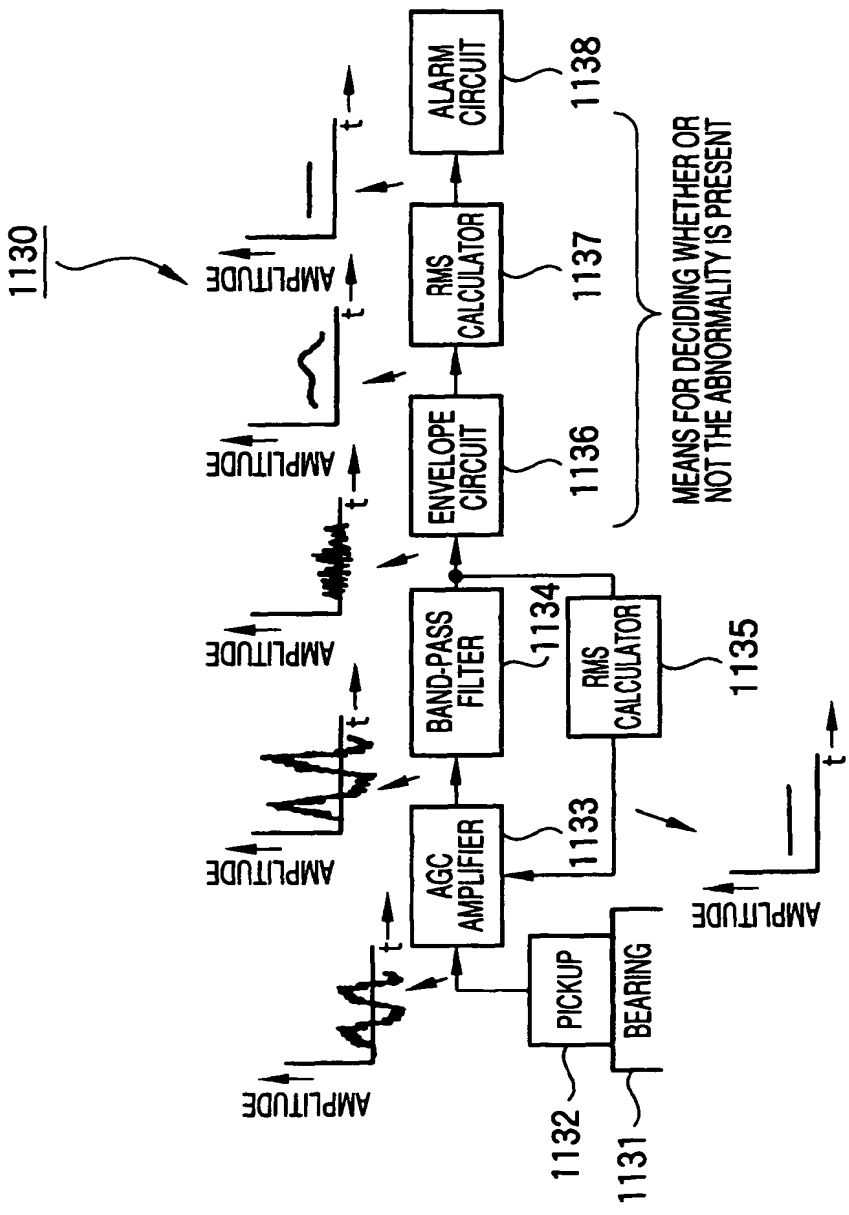 1130
AMPLITUDE
t
AMPLITUDE
t
AMPLITUDE
t
AMPLITUDE
t
AMPLITUDE
t
PICKUP
BEARING
1132
1131
AGC
AMPLIFIER
1133
BAND-PASS
FILTER
1134
RMS
CALCULATOR
1135
ENVELOPE
CIRCUIT
1136
RMS
CALCULATOR
1137
ALARM
CIRCUIT
1138
AMPLITUDE
t
MEANS FOR DECIDING WHETHER OR
NOT THE ABNORMALITY IS PRESENT